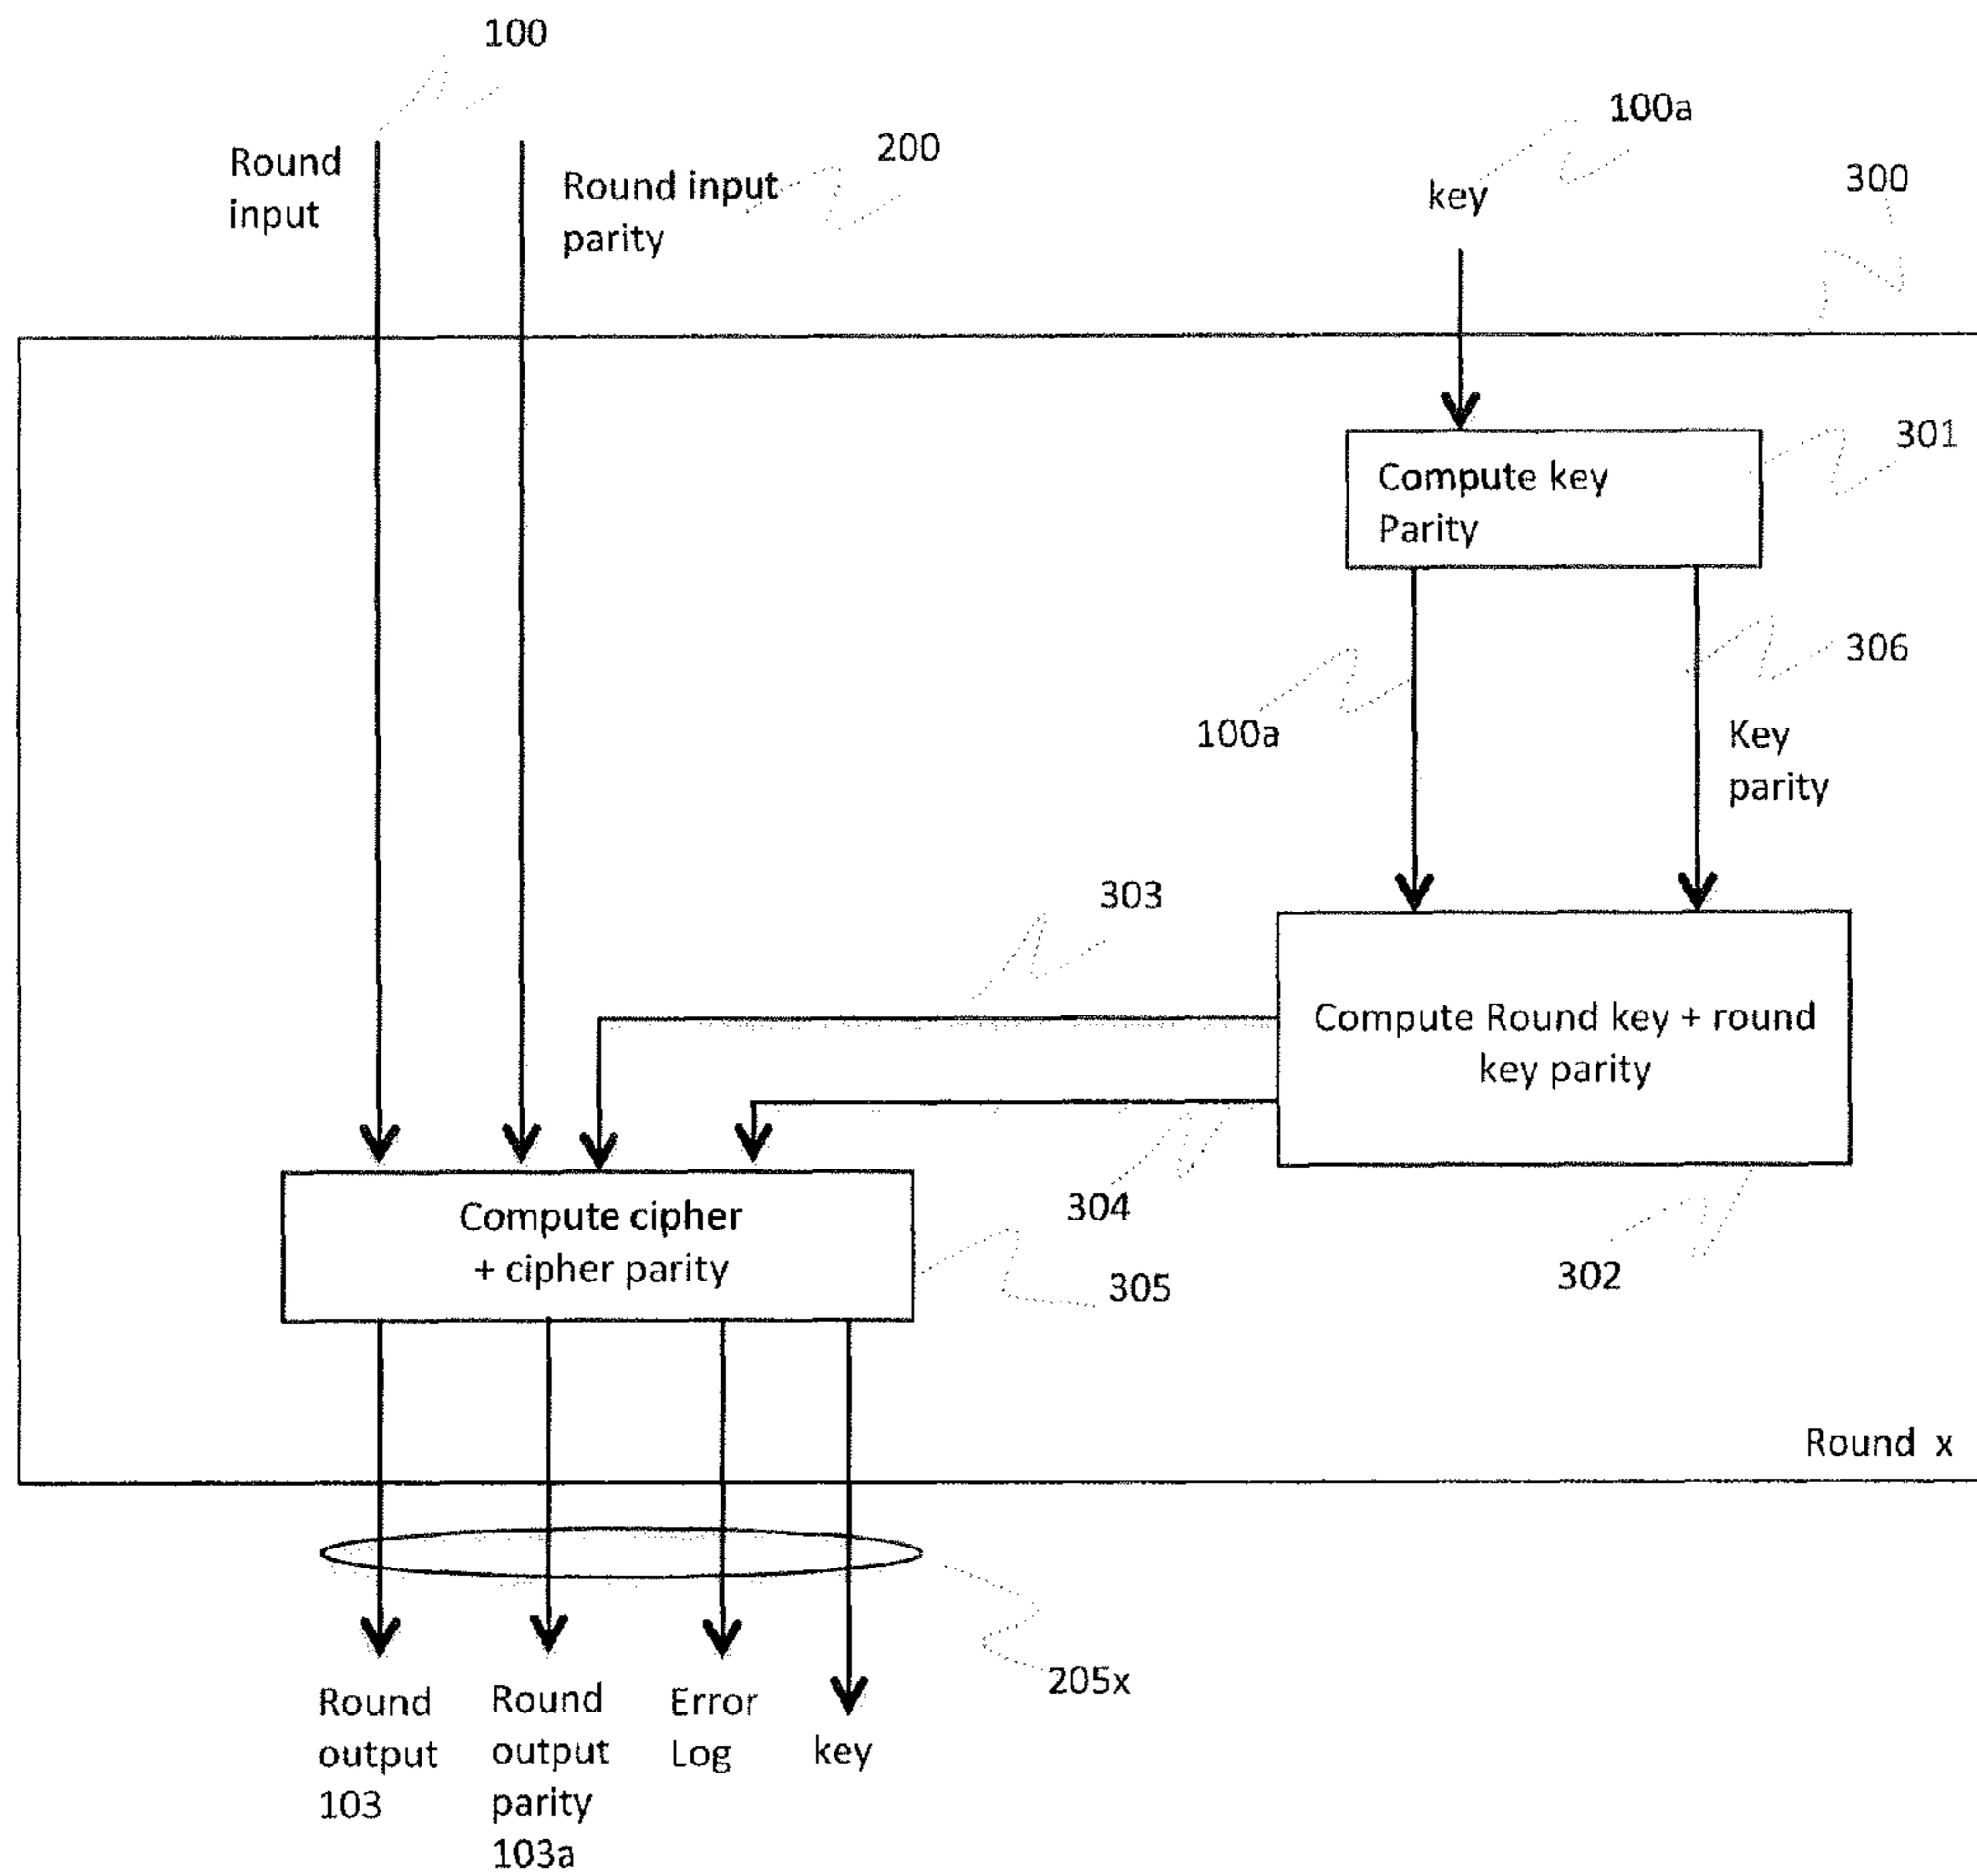 100
100a
Round
input
200
Round input
parity
key
300
301
Compute key
Parity
306
100a
Key
parity
303
Compute Round key + round
key parity
304
Compute cipher
+ cipher parity
305
302
Round x
205x
Round
output
103
Round
output
parity
103a
Error
Log
key